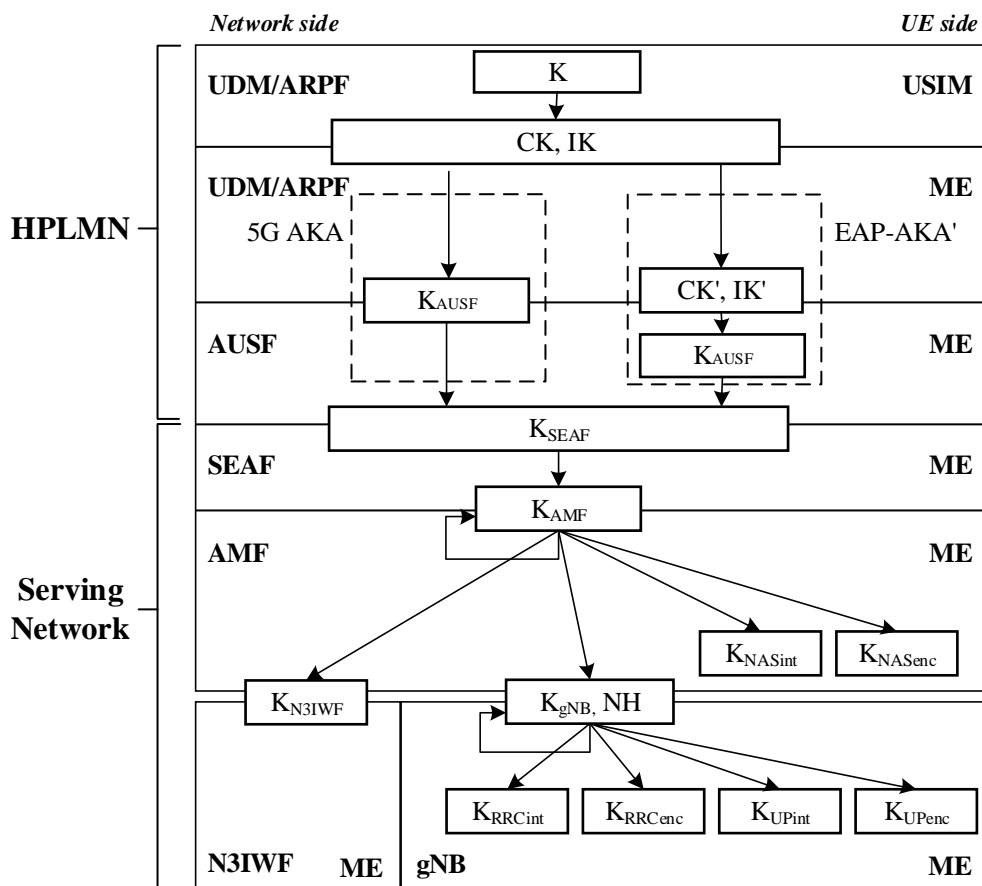 Network side UE side
K
UDM/ARPF USIM
CK, IK
UDM/ARPF ME
HPLMN
5G AKA EAP-AKA'
CK', IK'
KAUSF
AUSF ME
KAUSF
KSEAF
SEAF ME
KAMF
AMF ME
Serving
Network
KNASint KNASenc
KN3IWF KgNB, NH
KRRCint KRRCenc KUPint KUPenc
N3IWF ME gNB ME